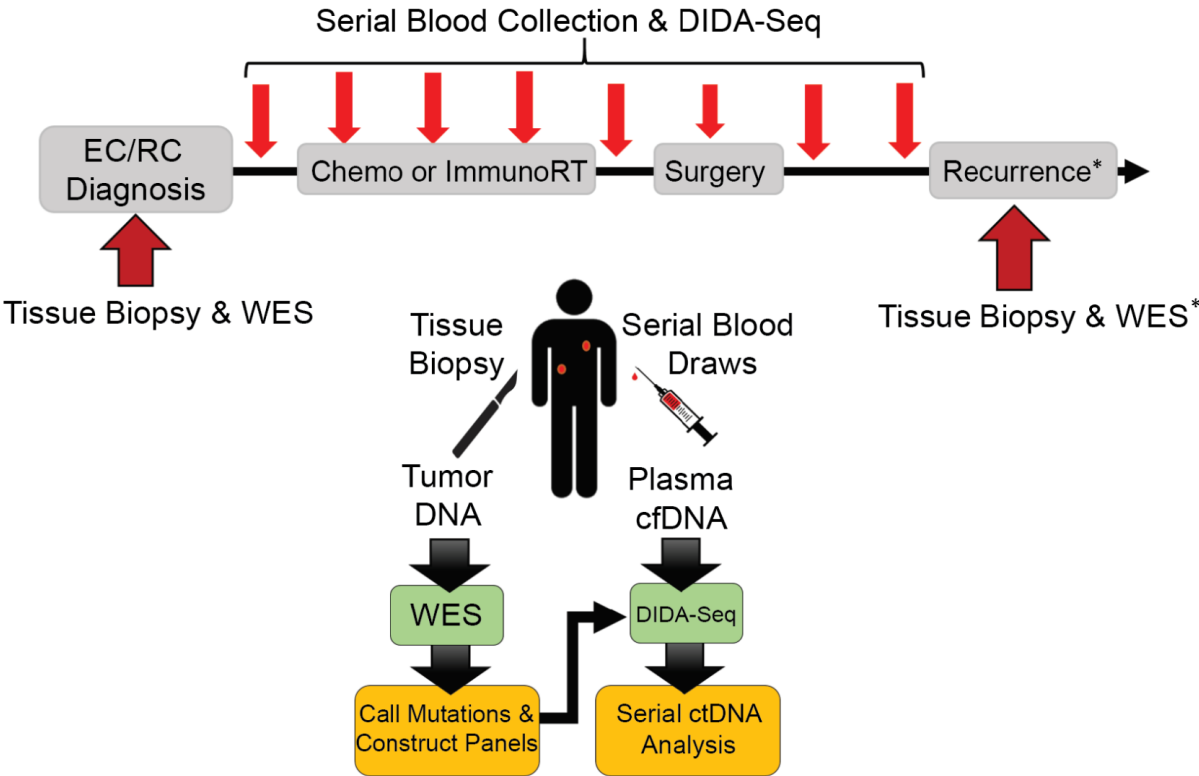 Serial Blood Collection & DIDA-Seq
EC/RC
Diagnosis
Chemo or ImmunoRT
Surgery
Recurrence*
Tissue Biopsy & WES
Tissue Biopsy & WES*
Tissue
Biopsy
Serial Blood
Draws
Tumor
DNA
Plasma
cfDNA
WES
DIDA-Seq
Call Mutations &
Construct Panels
Serial ctDNA
Analysis